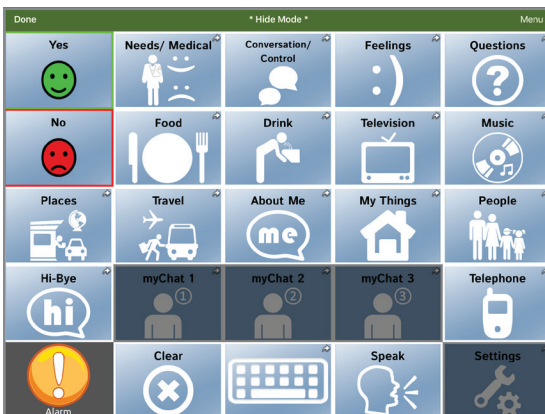 Done * Hide Mode * Menu
Yes Needs/ Medical Conversation/ Feelings Questions
Control
: ) ?
No Food Drink Television Music
Places Travel About Me My Things People
me
Hi-Bye myChat 1 myChat 2 myChat 3 Telephone
hi 1 2 3
Clear Speak Settings
!
Alarm